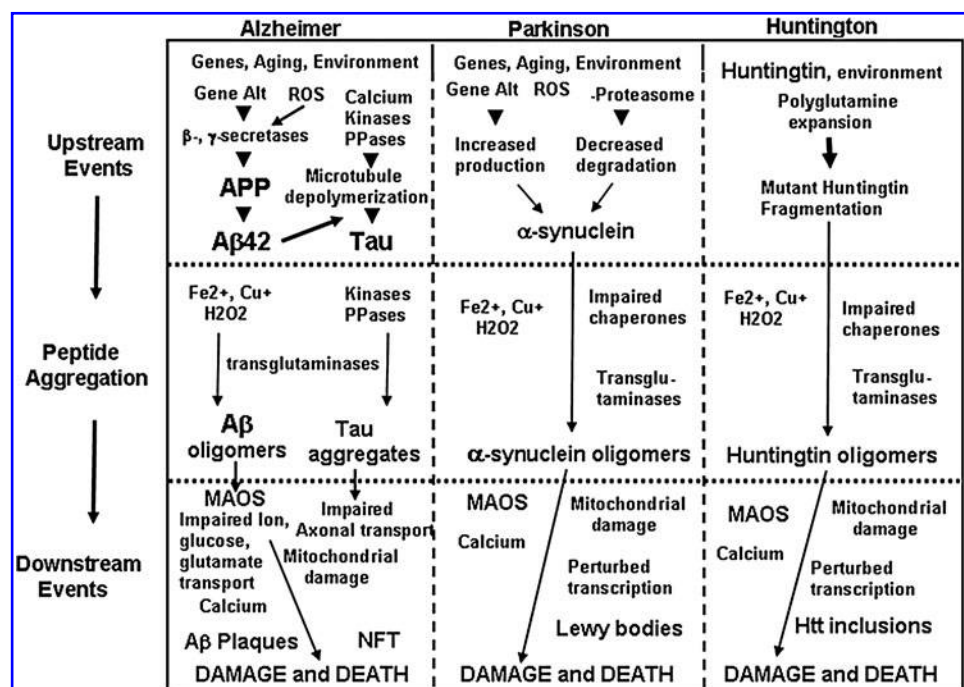 Alzheimer
Parkinson
Huntington
Upstream
Events
Peptide
Aggregation
Downstream
Events
Genes, Aging, Environment
Gene Alt ROS
Calcium
Kinases
PPases
β-, γ-secretases
Microtubule
depolymerization
APP
Aβ42
Tau
Fe2+, Cu+
H2O2
Kinases
PPases
transglutaminases
Aβ
oligomers
Tau
aggregates
MAOS
Impaired Ion,
glucose,
glutamate
transport
Calcium
Impaired
Axonal transport
Mitochondrial
damage
Aβ Plaques
NFT
DAMAGE and DEATH
Genes, Aging, Environment
Gene Alt ROS -Proteasome
Increased
production
Decreased
degradation
α-synuclein
Fe2+, Cu+
H2O2
Impaired
chaperones
Transglu-
taminases
α-synuclein oligomers
MAOS
Calcium
Mitochondrial
damage
Perturbed
transcription
Lewy bodies
DAMAGE and DEATH
Huntingtin, environment
Polyglutamine
expansion
Mutant Huntingtin
Fragmentation
Fe2+, Cu+
H2O2
Impaired
chaperones
Transglu-
taminases
Huntingtin oligomers
MAOS
Calcium
Mitochondrial
damage
Perturbed
transcription
Htt inclusions
DAMAGE and DEATH